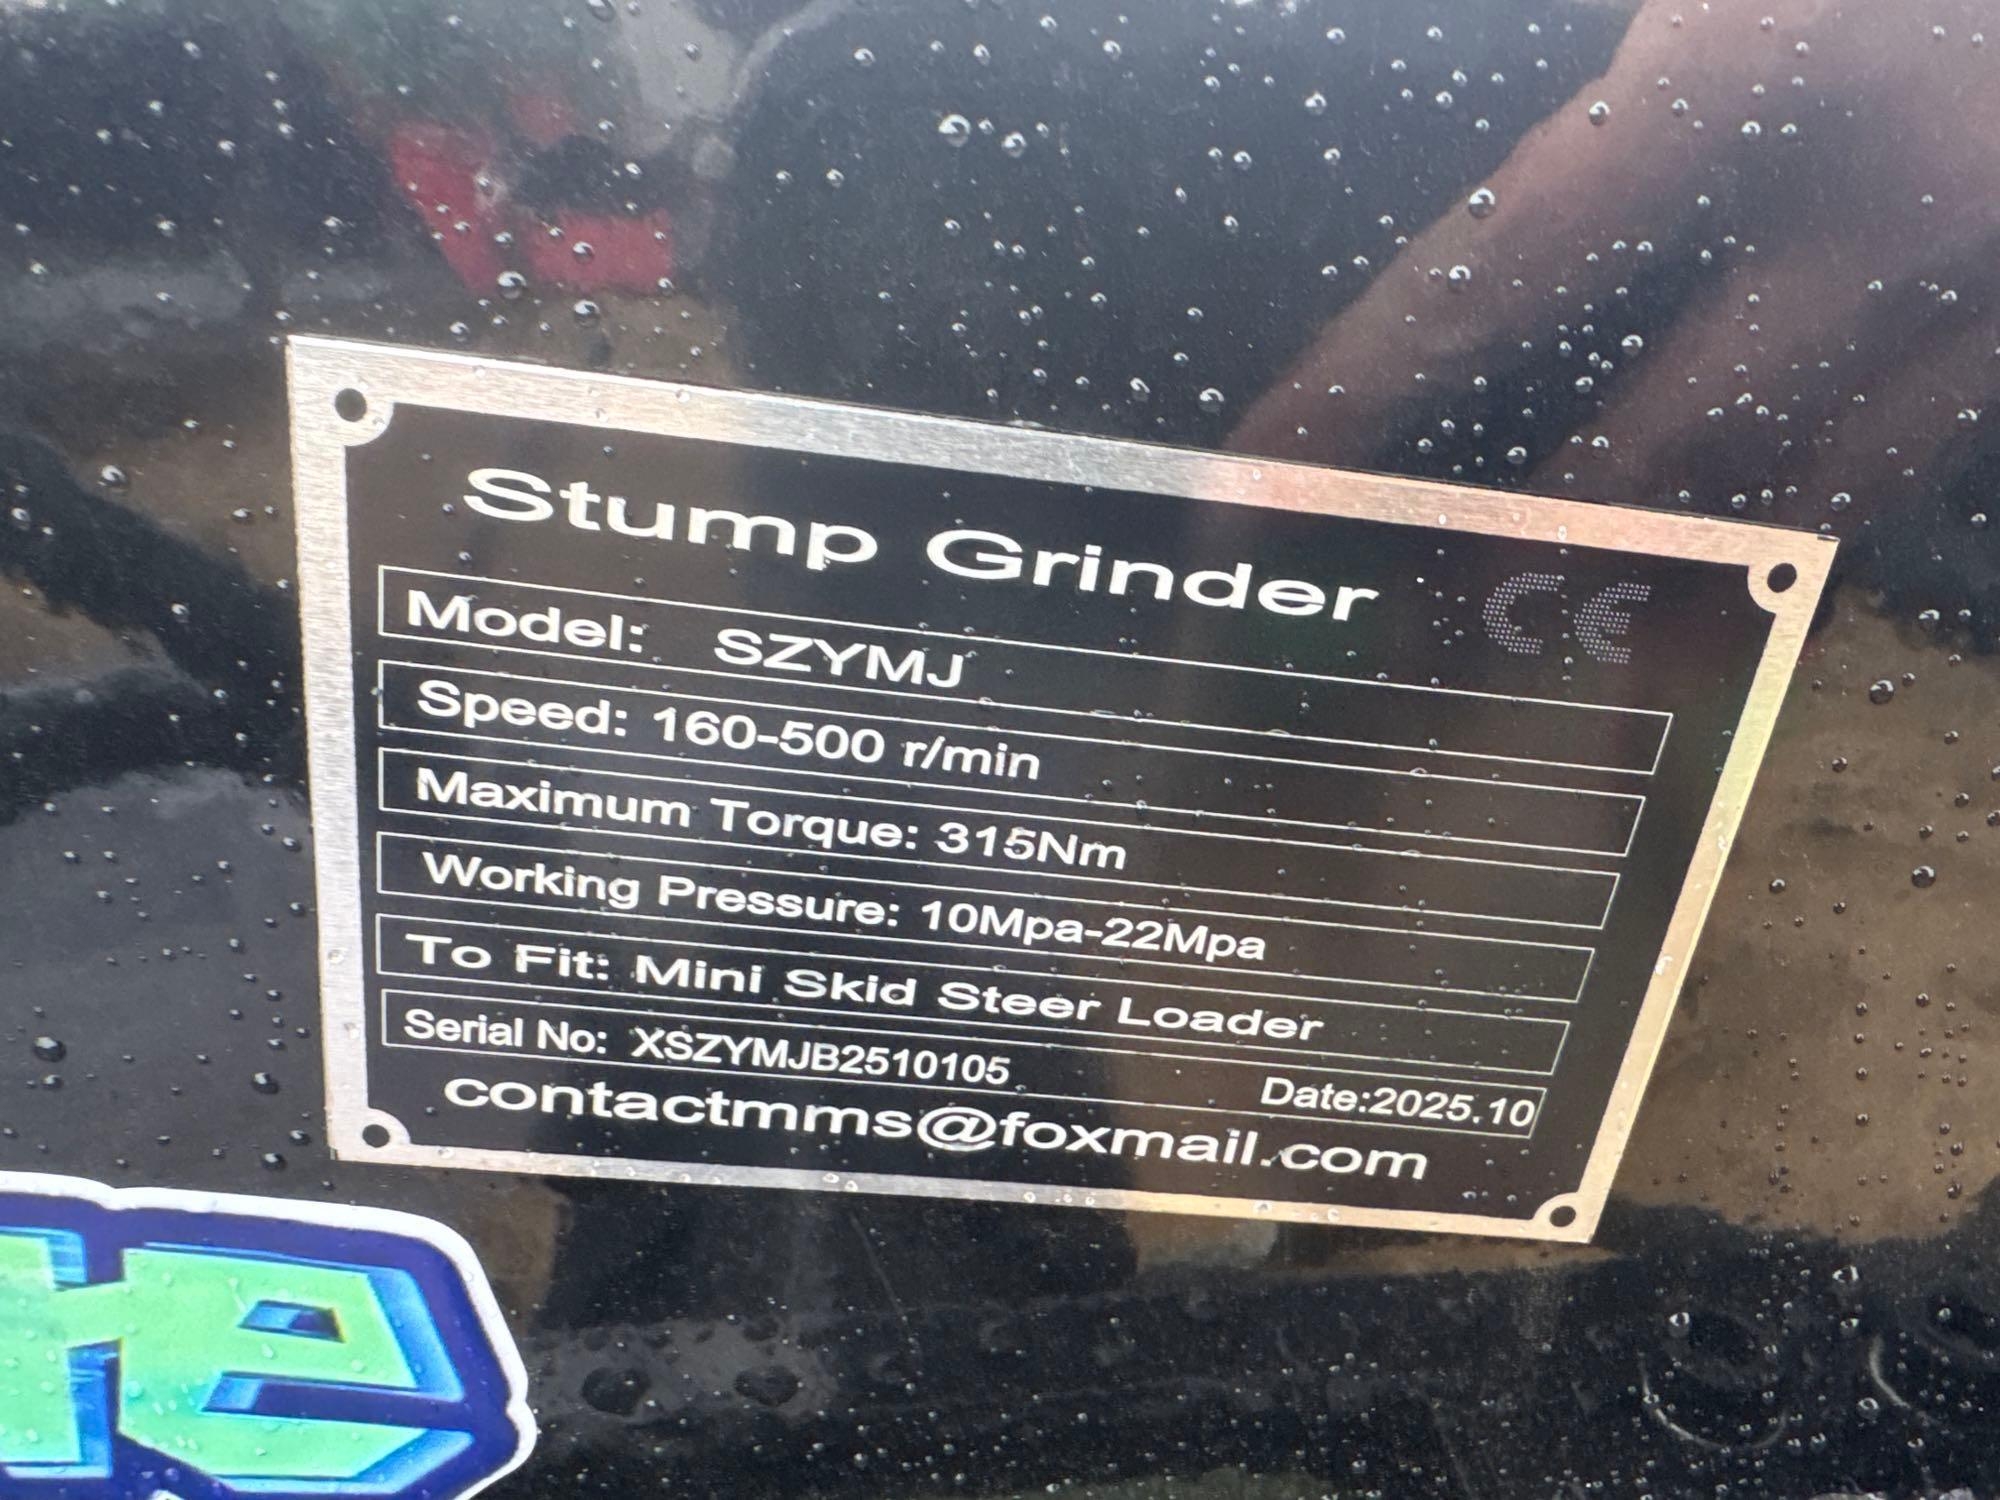 Stump Grinder CE
Model: SZYMJ
Speed: 160-500 r/min
Maximum Torque: 315Nm
Working Pressure: 10Mpa-22Mpa
To Fit: Mini Skid Steer Loader
Serial No: XSZYMJB2510105 Date:2025.10
contactmms@foxmail.com